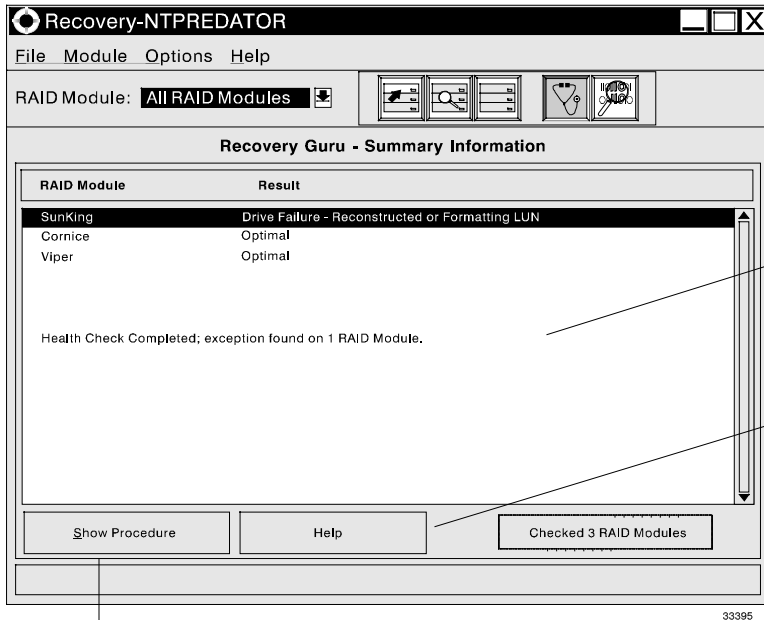 Recovery-NTPREDATOR
File Module Options Help
RAID Module: All RAID Modules
Recovery Guru - Summary Information
RAID Module Result
SunKing Drive Failure - Reconstructed or Formatting LUN
Cornice Optimal
Viper Optimal
Health Check Completed; exception found on 1 RAID Module.
Show Procedure Help Checked 3 RAID Modules
33395